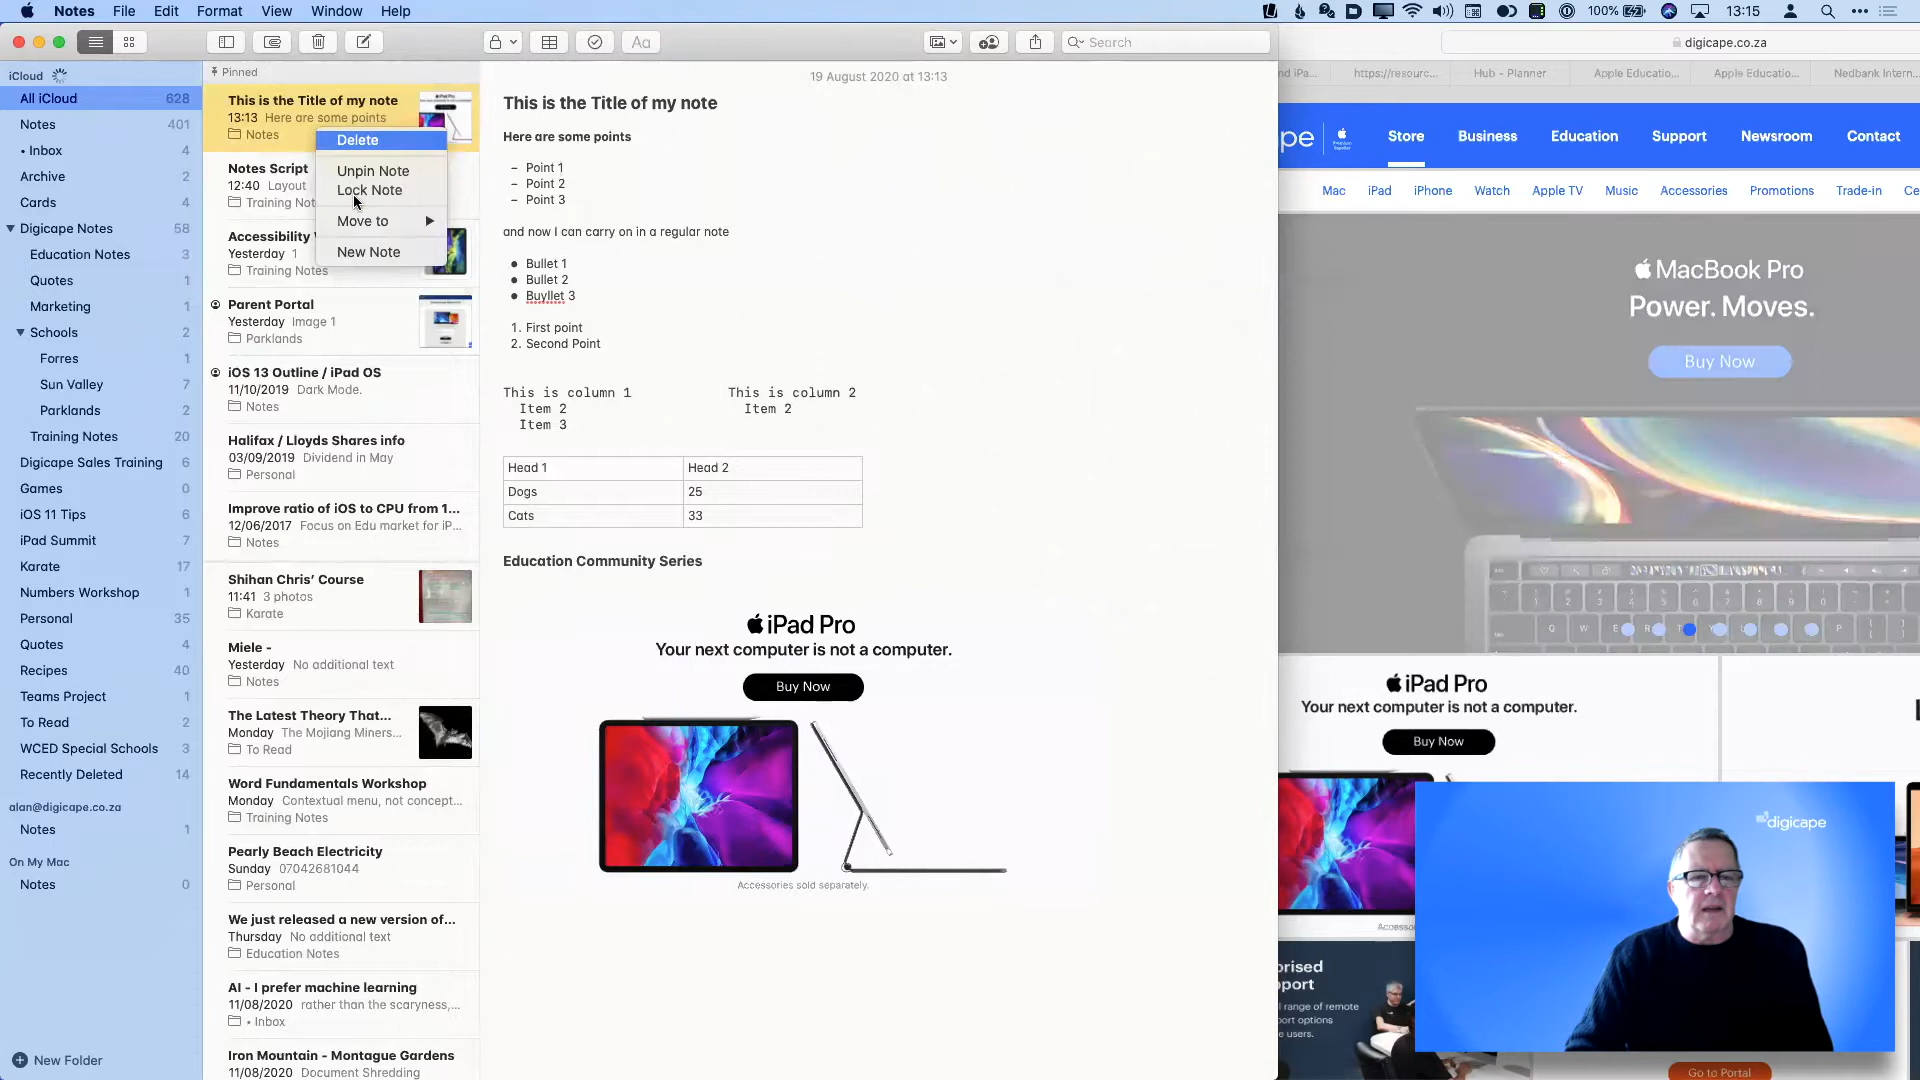 Notes File Edit Format View Window Help
100% 13:15
Aa
Search
digicape.co.za
nd iPa...
https://resourc...
Hub - Planner
Apple Educatio...
Apple Educatio...
Nedbank Intern...
iCloud
All iCloud 628
Notes 401
• Inbox 4
Archive 2
Cards 0
Digicape Notes 58
Education Notes 3
Quotes 1
Marketing 1
Schools 2
Forres 1
Sun Valley 7
Parklands 2
Training Notes 20
Digicape Sales Training 6
Games 0
iOS 11 Tips 6
iPad Summit 7
Karate 17
Numbers Workshop 1
Personal 35
Quotes 4
Recipes 40
Teams Project 1
To Read 2
WCED Special Schools 3
Recently Deleted 14
alan@digicape.co.za
Notes 1
On My Mac
Notes 0
New Folder
Pinned
This is the Title of my note
13:13 Here are some points
Notes
Notes Script
12:40 Layout
Training Not
Accessibility
Yesterday 1
Training Notes
Delete
Unpin Note
Lock Note
Move to
New Note
Parent Portal
Yesterday Image 1
Parklands
iOS 13 Outline / iPad OS
11/10/2019 Dark Mode.
Notes
Halifax / Lloyds Shares info
03/09/2019 Dividend in May
Personal
Improve ratio of iOS to CPU from 1...
12/06/2017 Focus on Edu market for iP...
Notes
Shihan Chris’ Course
11:41 3 photos
Karate
Miele -
Yesterday No additional text
Notes
The Latest Theory That...
Monday The Mojiang Miners...
To Read
Word Fundamentals Workshop
Monday Contextual menu, not concept...
Training Notes
Pearly Beach Electricity
Sunday 07042681044
Personal
We just released a new version of...
Thursday No additional text
Education Notes
AI - I prefer machine learning
11/08/2020 rather than the scaryness,...
• Inbox
Iron Mountain - Montague Gardens
11/08/2020 Document Shredding
19 August 2020 at 13:13
This is the Title of my note
Here are some points
– Point 1
– Point 2
– Point 3
and now I can carry on in a regular note
• Bullet 1
• Bullet 2
• Buyllet 3
1. First point
2. Second Point
This is column 1 This is column 2
Item 2 Item 2
Item 3
Head 1 Head 2
Dogs 25
Cats 33
Education Community Series
iPad Pro
Your next computer is not a computer.
Buy Now
Accessories sold separately.
pe
Store Business Education Support Newsroom Contact
Mac iPad iPhone Watch Apple TV Music Accessories Promotions Trade-in Ce
MacBook Pro
Power. Moves.
Buy Now
iPad Pro
Your next computer is not a computer.
Buy Now
Accesso
digicape
orised
port
l range of remote
ort options
e users.
Go to Portal